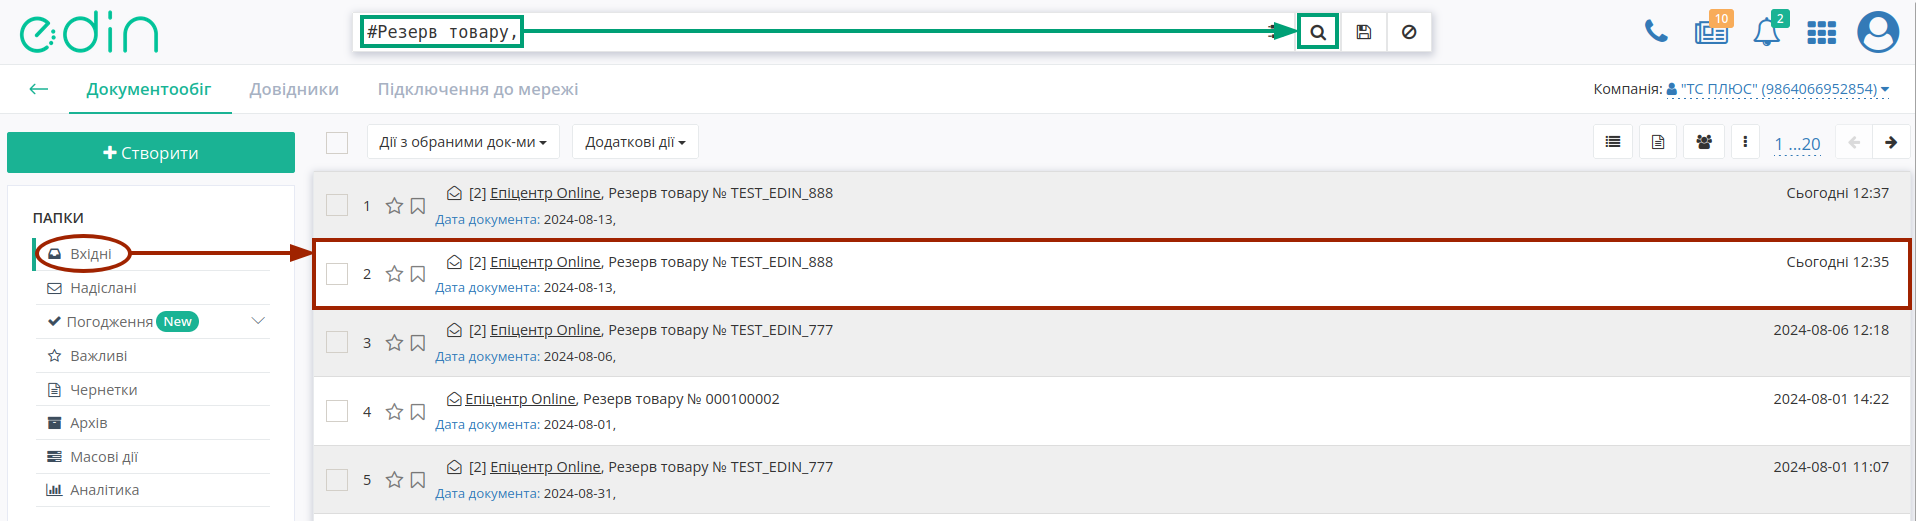 edin
#Резерв товару,
10
2
Документообіг Довідники Підключення до мережі
Компанія: "ТС ПЛЮС" (9864066952854)
Створити
Дії з обраними док-ми Додаткові дії
1 ...20
ПАПКИ
Вхідні
Надіслані
Погодження New
Важливі
Чернетки
Архів
Масові дії
Аналітика
1 [2] Епіцентр Online, Резерв товару № TEST_EDIN_888 Сьогодні 12:37
Дата документа: 2024-08-13,
2 [2] Епіцентр Online, Резерв товару № TEST_EDIN_888 Сьогодні 12:35
Дата документа: 2024-08-13,
3 [2] Епіцентр Online, Резерв товару № TEST_EDIN_777 2024-08-06 12:18
Дата документа: 2024-08-06,
4 Епіцентр Online, Резерв товару № 000100002 2024-08-01 14:22
Дата документа: 2024-08-01,
5 [2] Епіцентр Online, Резерв товару № TEST_EDIN_777 2024-08-01 11:07
Дата документа: 2024-08-31,